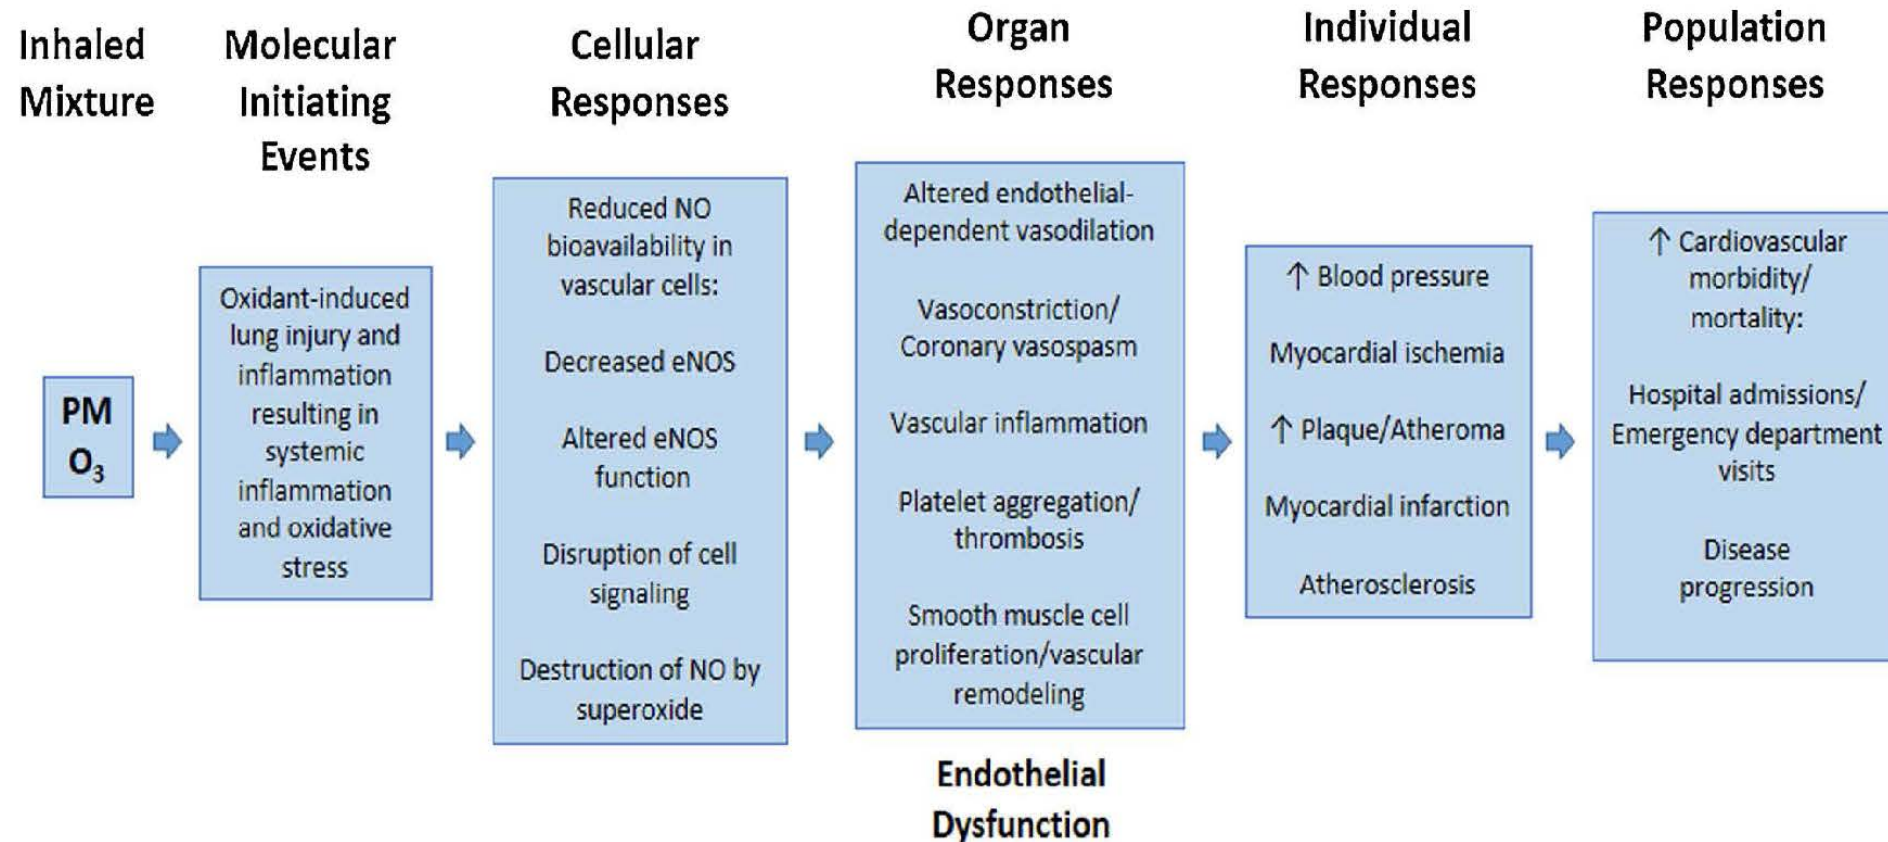 Inhaled
Mixture
Molecular
Initiating
Events
Cellular
Responses
Organ
Responses
Individual
Responses
Population
Responses
PM
O₃
Oxidant-induced
lung injury and
inflammation
resulting in
systemic
inflammation
and oxidative
stress
Reduced NO
bioavailability in
vascular cells:
Decreased eNOS
Altered eNOS
function
Disruption of cell
signaling
Destruction of NO by
superoxide
Altered endothelial-
dependent vasodilation
Vasoconstriction/
Coronary vasospasm
Vascular inflammation
Platelet aggregation/
thrombosis
Smooth muscle cell
proliferation/vascular
remodeling
Endothelial
Dysfunction
↑ Blood pressure
Myocardial ischemia
↑ Plaque/Atheroma
Myocardial infarction
Atherosclerosis
↑ Cardiovascular
morbidity/
mortality:
Hospital admissions/
Emergency department
visits
Disease
progression